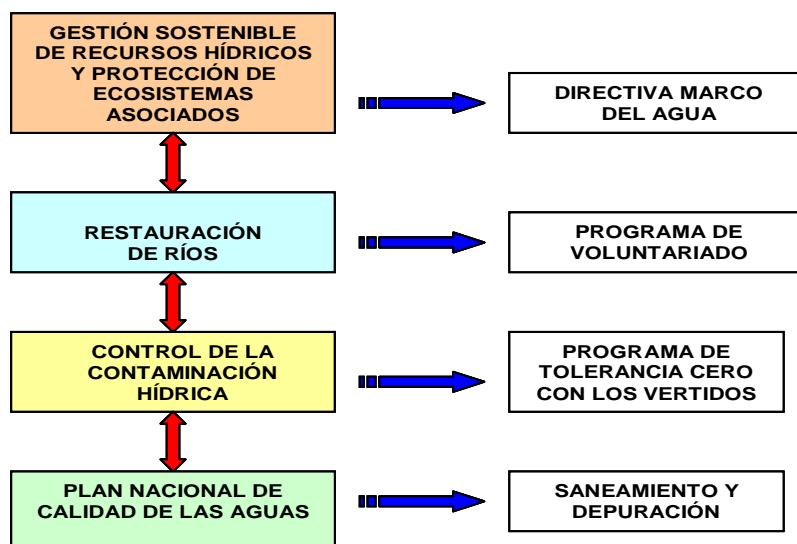 GESTIÓN SOSTENIBLE
DE RECURSOS HÍDRICOS
Y PROTECCIÓN DE
ECOSISTEMAS
ASOCIADOS
DIRECTIVA MARCO
DEL AGUA
RESTAURACIÓN
DE RÍOS
PROGRAMA DE
VOLUNTARIADO
CONTROL DE LA
CONTAMINACIÓN
HÍDRICA
PROGRAMA DE
TOLERANCIA CERO
CON LOS VERTIDOS
PLAN NACIONAL DE
CALIDAD DE LAS AGUAS
SANEAMIENTO Y
DEPURACIÓN